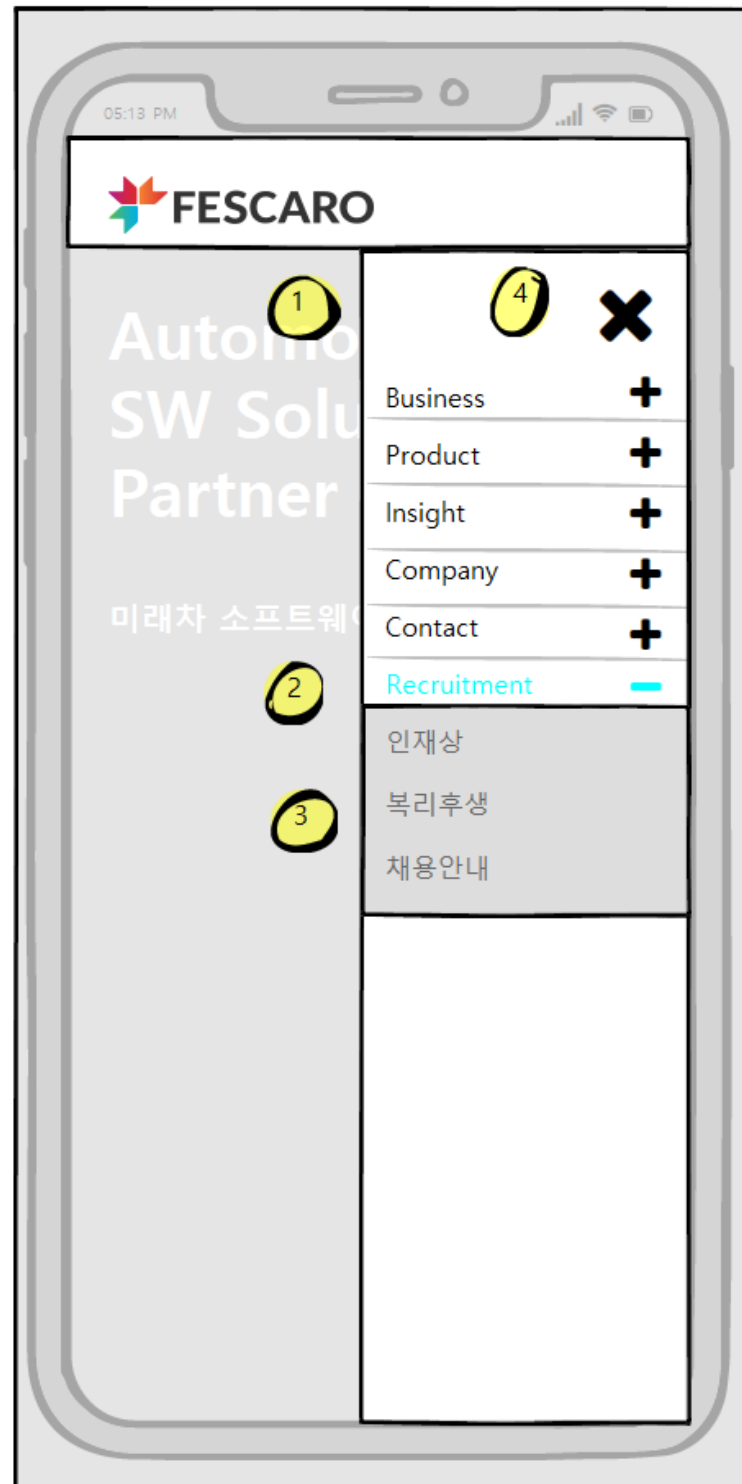 05:13 PM
FESCARO
1
4
Automo
SW Solu
Partner
미래차 소프트웨
Business
Product
Insight
Company
Contact
Recruitment
2
인재상
3
복리후생
채용안내